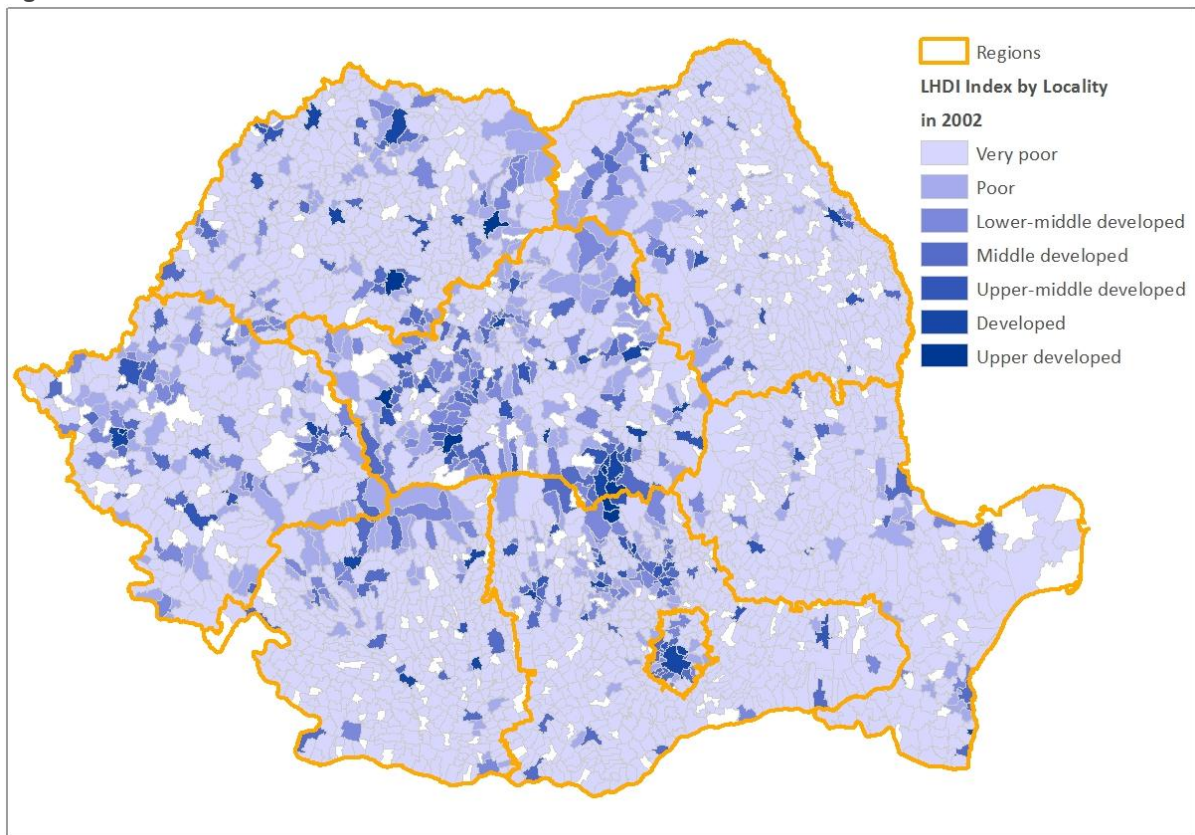 Regions
LHDI Index by Locality
in 2002
Very poor
Poor
Lower-middle developed
Middle developed
Upper-middle developed
Developed
Upper developed